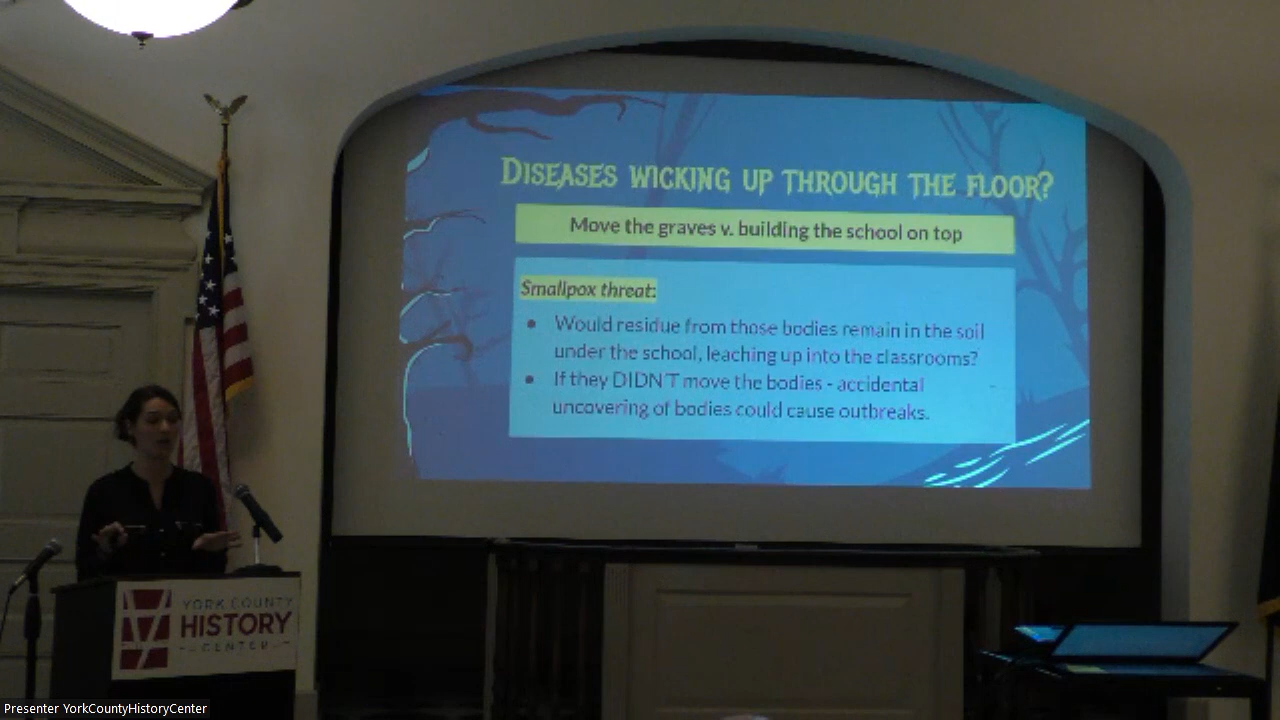 DISEASES WICKING UP THROUGH THE FLOOR?
Move the graves v. building the school on top
Smallpox threat:
• Would residue from those bodies remain in the soil
under the school, leaching up into the classrooms?
• If they DIDN'T move the bodies - accidental
uncovering of bodies could cause outbreaks.
YORK COUNTY
HISTORY
CENTER
Presenter YorkCountyHistoryCenter